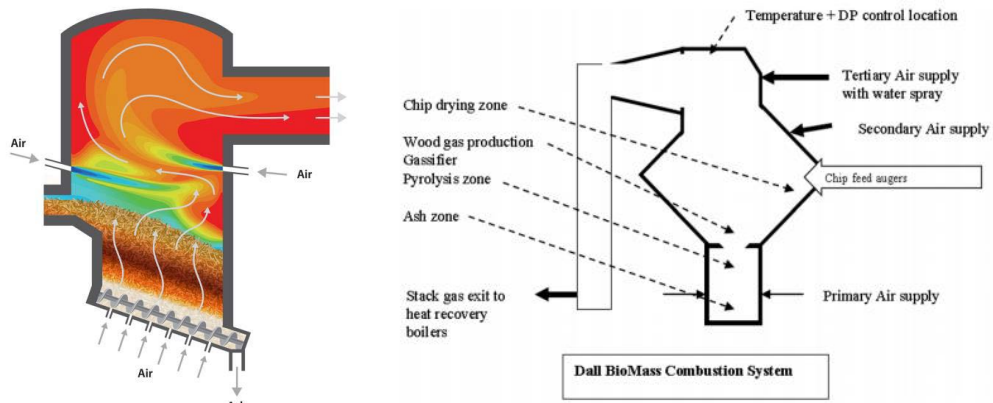 Air
Air
Air
Temperature + DP control location
Tertiary Air supply
with water spray
Chip drying zone
Secondary Air supply
Wood gas production
Gassifier
Pyrolysis zone
Chip feed augers
Ash zone
Stack gas exit to
heat recovery
boilers
Primary Air supply
Dall BioMass Combustion System